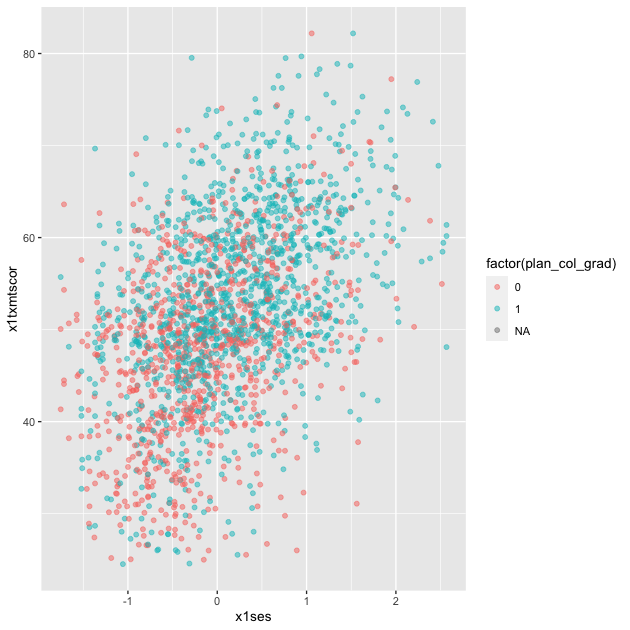 80
60
40
x1txmtscor
-1
0
1
2
x1ses
factor(plan_col_grad)
0
1
NA